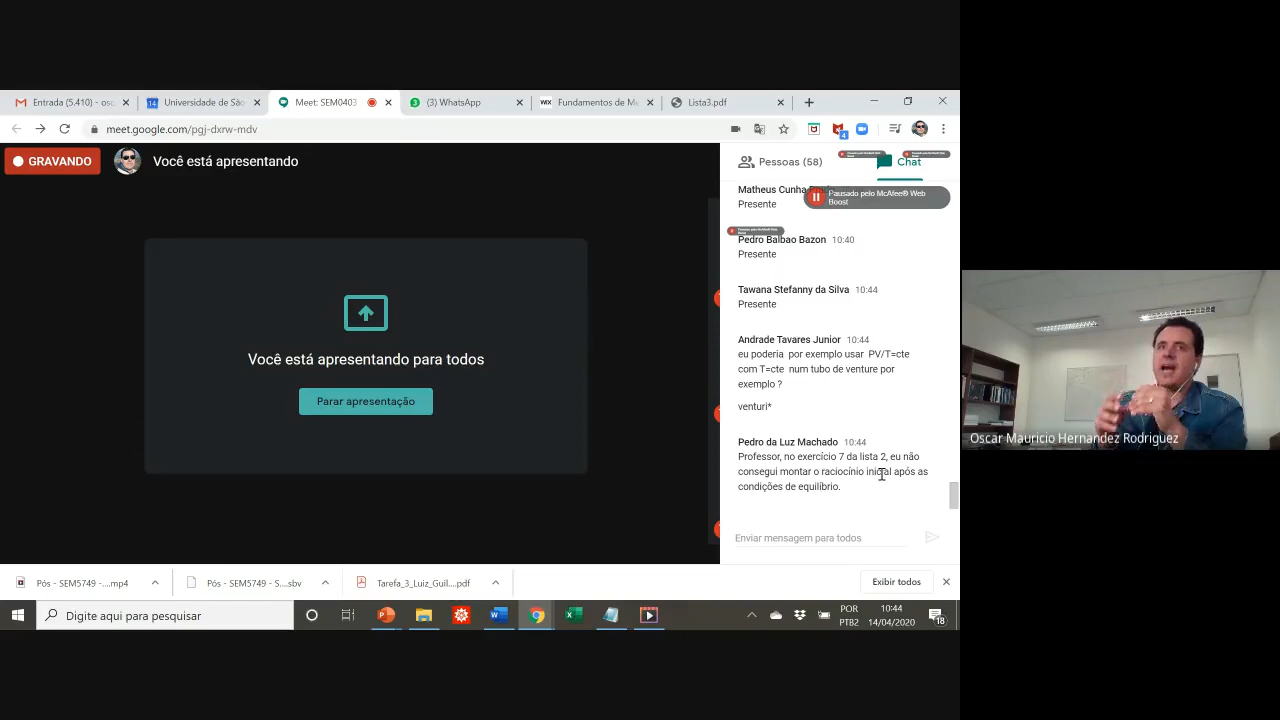 Entrada (5.410) - osc
Universidade de São
Meet: SEM0403
(3) WhatsApp
Fundamentos de Me
Lista3.pdf
meet.google.com/pgj-dxrw-mdv
GRAVANDO
Você está apresentando
Pessoas (58)
Chat
Matheus Cunha
Presente
Pausado pelo McAfee® Web
Boost
Pedro Balbao Bazon 10:40
Presente
Tawana Stefanny da Silva 10:44
Presente
Andrade Tavares Junior 10:44
eu poderia por exemplo usar PV/T=cte
com T=cte num tubo de venture por
exemplo ?
venturi*
Pedro da Luz Machado 10:44
Professor, no exercício 7 da lista 2, eu não
consegui montar o raciocínio inicial após as
condições de equilíbrio.
Enviar mensagem para todos
Você está apresentando para todos
Parar apresentação
Oscar Mauricio Hernandez Rodriguez
Pós - SEM5749 -....mp4
Pós - SEM5749 - S....sbv
Tarefa_3_Luiz_Guil....pdf
Exibir todos
Digite aqui para pesquisar
POR
PTB2
10:44
14/04/2020
18